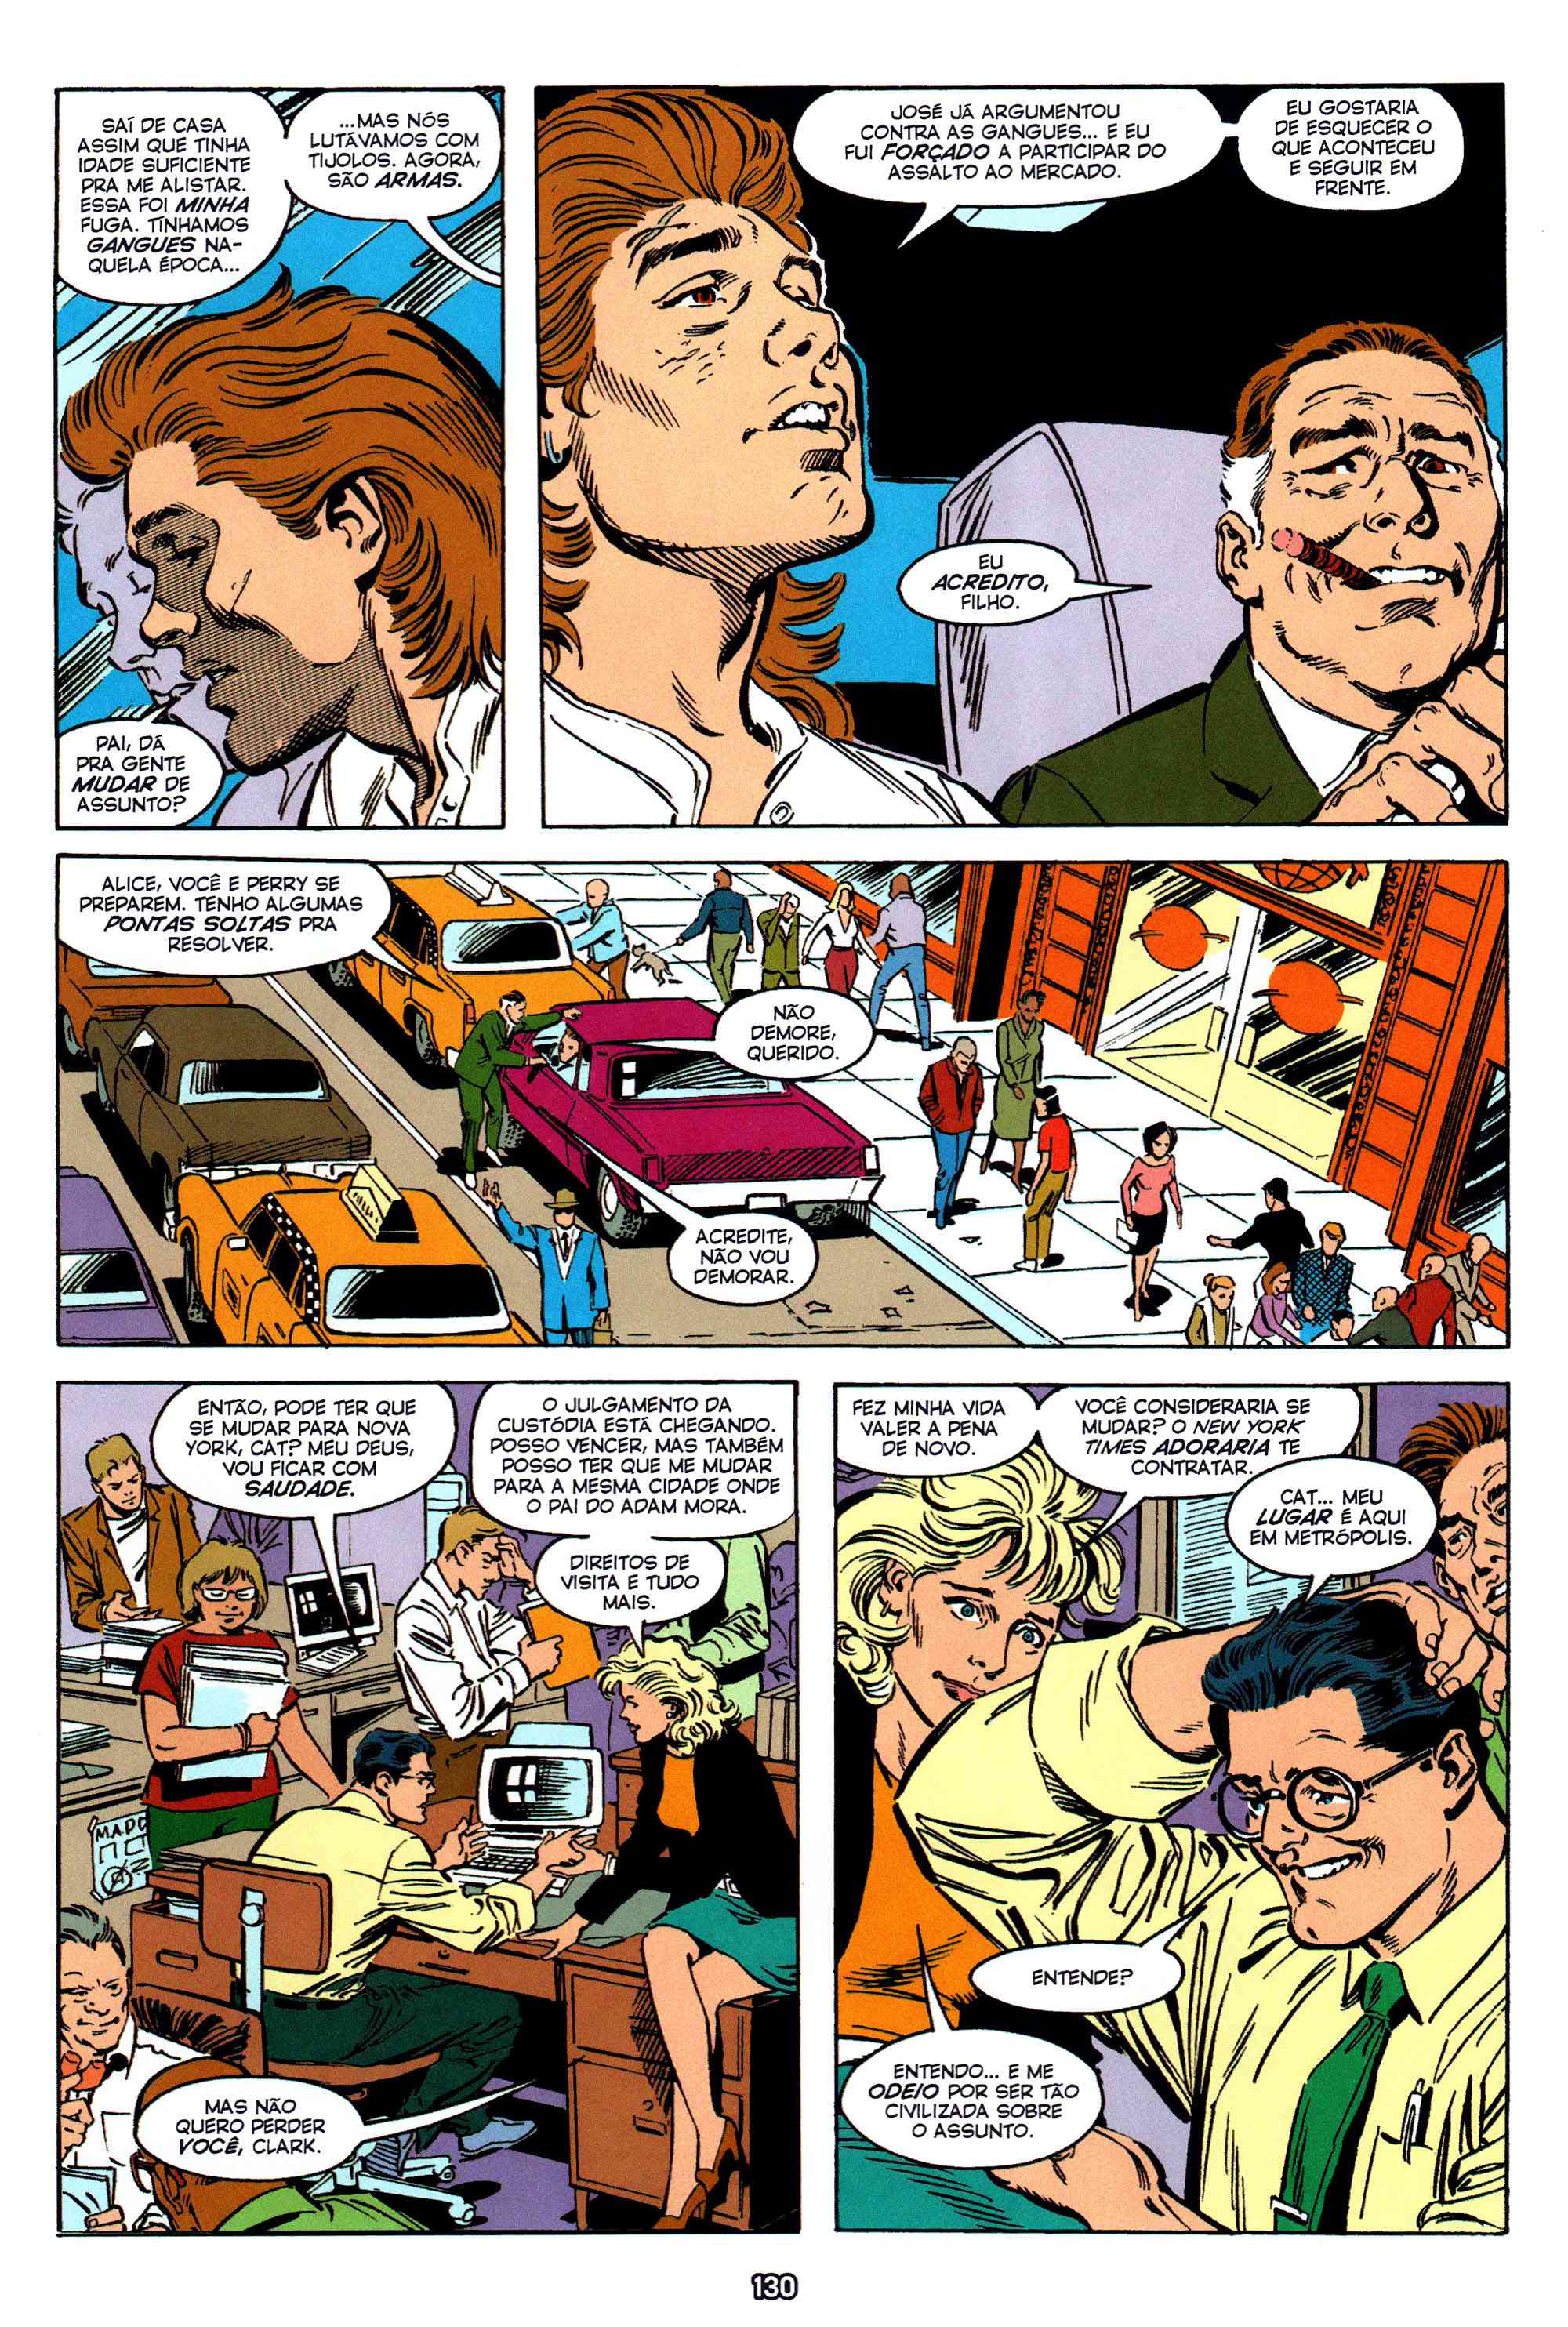 SAÍ DE CASA
ASSIM QUE TINHA
IDADE SUFICIENTE
PRA ME ALISTAR.
ESSA FOI MINHA
FUGA. TÍNHAMOS
GANGUES NA-
QUELA ÉPOCA...
...MAS NÓS
LUTÁVAMOS COM
TIJOLOS. AGORA,
SÃO ARMAS.
PAI, DÁ
PRA GENTE
MUDAR DE
ASSUNTO?
JOSÉ JÁ ARGUMENTOU
CONTRA AS GANGUES... E EU
FUI FORÇADO A PARTICIPAR DO
ASSALTO AO MERCADO.
EU GOSTARIA
DE ESQUECER O
QUE ACONTECEU
E SEGUIR EM
FRENTE.
EU
ACREDITO,
FILHO.
ALICE, VOCÊ E PERRY SE
PREPAREM. TENHO ALGUMAS
PONTAS SOLTAS PRA
RESOLVER.
NÃO
DEMORE,
QUERIDO.
ACREDITE,
NÃO VOU
DEMORAR.
ENTÃO, PODE TER QUE
SE MUDAR PARA NOVA
YORK, CAT? MEU DEUS,
VOU FICAR COM
SAUDADE.
O JULGAMENTO DA
CUSTÓDIA ESTÁ CHEGANDO.
POSSO VENCER, MAS TAMBÉM
POSSO TER QUE ME MUDAR
PARA A MESMA CIDADE ONDE
O PAI DO ADAM MORA.
DIREITOS DE
VISITA E TUDO
MAIS.
MAS NÃO
QUERO PERDER
VOCÊ, CLARK.
FEZ MINHA VIDA
VALER A PENA
DE NOVO.
VOCÊ CONSIDERARIA SE
MUDAR? O NEW YORK
TIMES ADORARIA TE
CONTRATAR.
CAT... MEU
LUGAR É AQUI
EM METRÓPOLIS.
ENTENDE?
ENTENDO... E ME
ODEIO POR SER TÃO
CIVILIZADA SOBRE
O ASSUNTO.
130